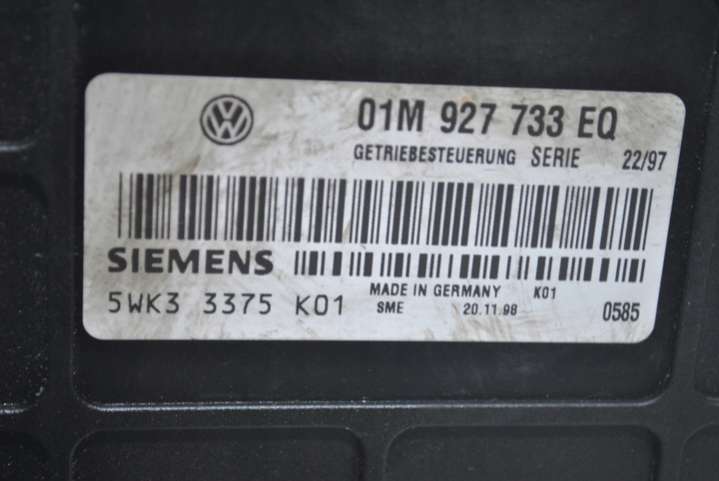 01M 927 733 EQ
GETRIEBESTEUERUNG SERIE 22/97
SIEMENS
MADE IN GERMANY K01
5WK3 3375 K01 SME 20.11.98 0585